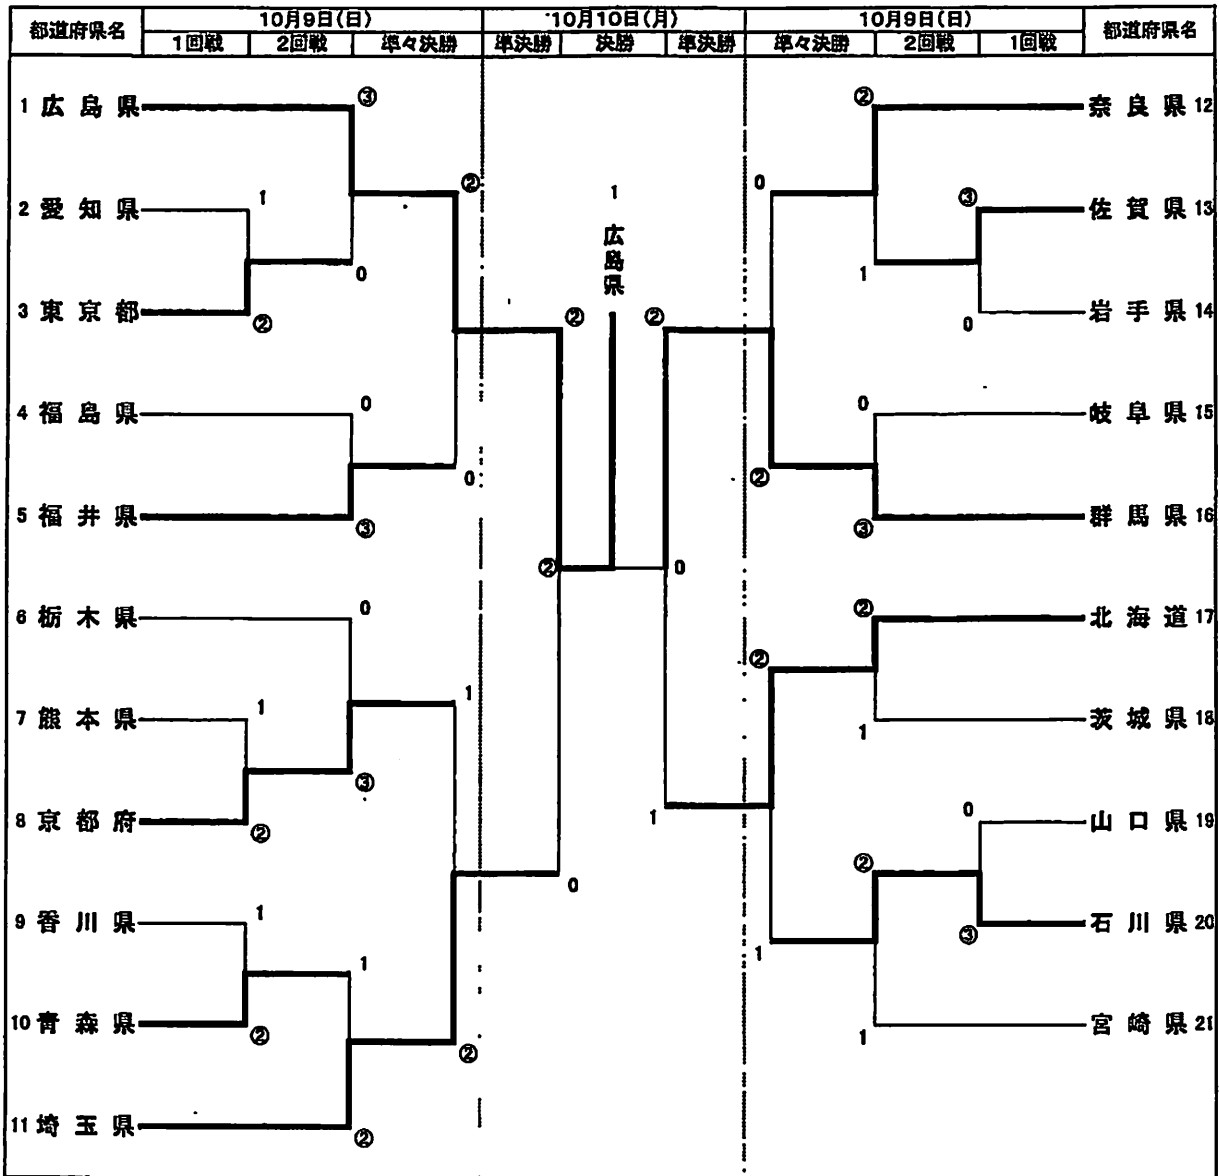 都道府県名 10月9日(日) 10月10日(月) 10月9日(日) 都道府県名
1回戦 2回戦 準々決勝 準決勝 決勝 準決勝 準々決勝 2回戦 1回戦
③ ②
1 広島県 奈良県 12
② 0 1
1 ③
2 愛知県 佐賀県 13
広島県
0 1
3 東京都 岩手県 14
② ② ② 0
0 0
4 福島県 岐阜県 15
0 ②
5 福井県 群馬県 16
③ ③
② 0
0 ②
6 栃木県 北海道 17
②
1
1
7 熊本県 茨城県 18
1
③
0
8 京都府 山口県 19
② 1
②
0
1
9 香川県 石川県 20
③
1 1
10 青森県 宮崎県 21
② 1
②
11 埼玉県
②